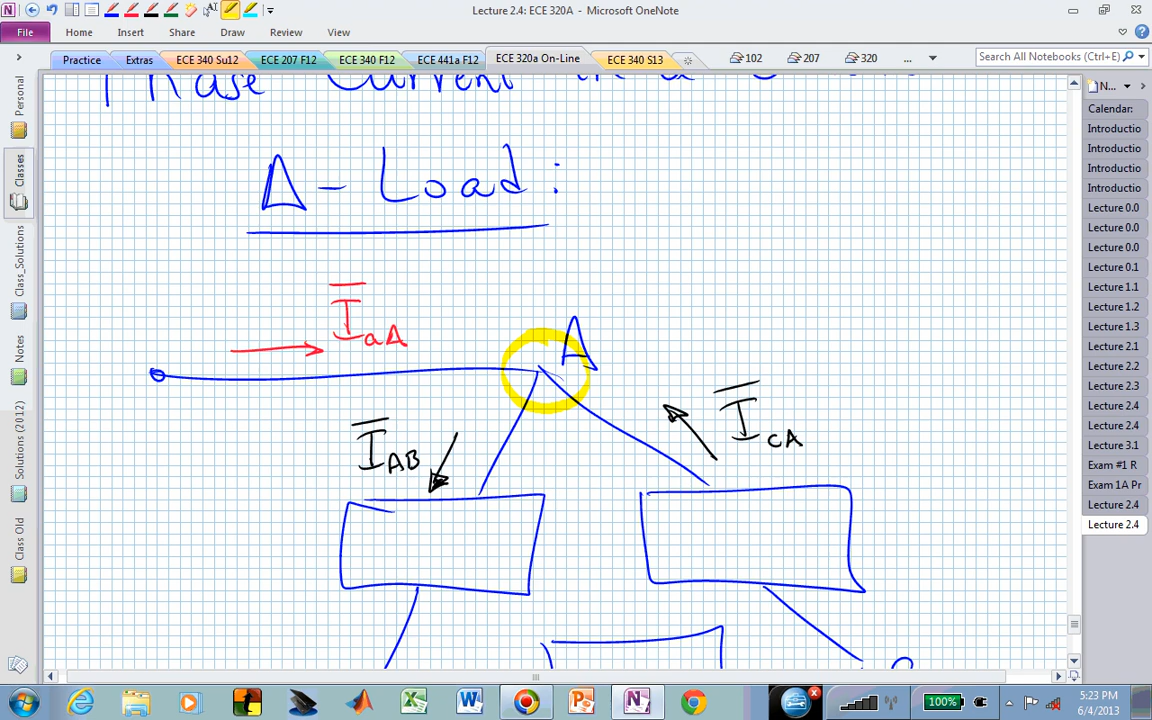 Lecture 2.4: ECE 320A - Microsoft OneNote
File Home Insert Share Draw Review View
Practice Extras ECE 340 Su12 ECE 207 F12 ECE 340 F12 ECE 441a F12 ECE 320a On-Line ECE 340 S13 102 207 320 ... Search All Notebooks (Ctrl+E)
Personal
Classes
Class_Solutions
Notes
Solutions (2012)
Class Old
Phase Current in a
Δ-Load:
I aA
A
I AB
I CA
N...
Calendar:
Introductio
Introductio
Introductio
Introductio
Lecture 0.0
Lecture 0.0
Lecture 0.0
Lecture 0.1
Lecture 1.1
Lecture 1.2
Lecture 1.3
Lecture 2.1
Lecture 2.2
Lecture 2.3
Lecture 2.4
Lecture 2.4
Lecture 3.1
Exam #1 R
Exam 1A Pr
Lecture 2.4
Lecture 2.4
100%
5:23 PM
6/4/2013